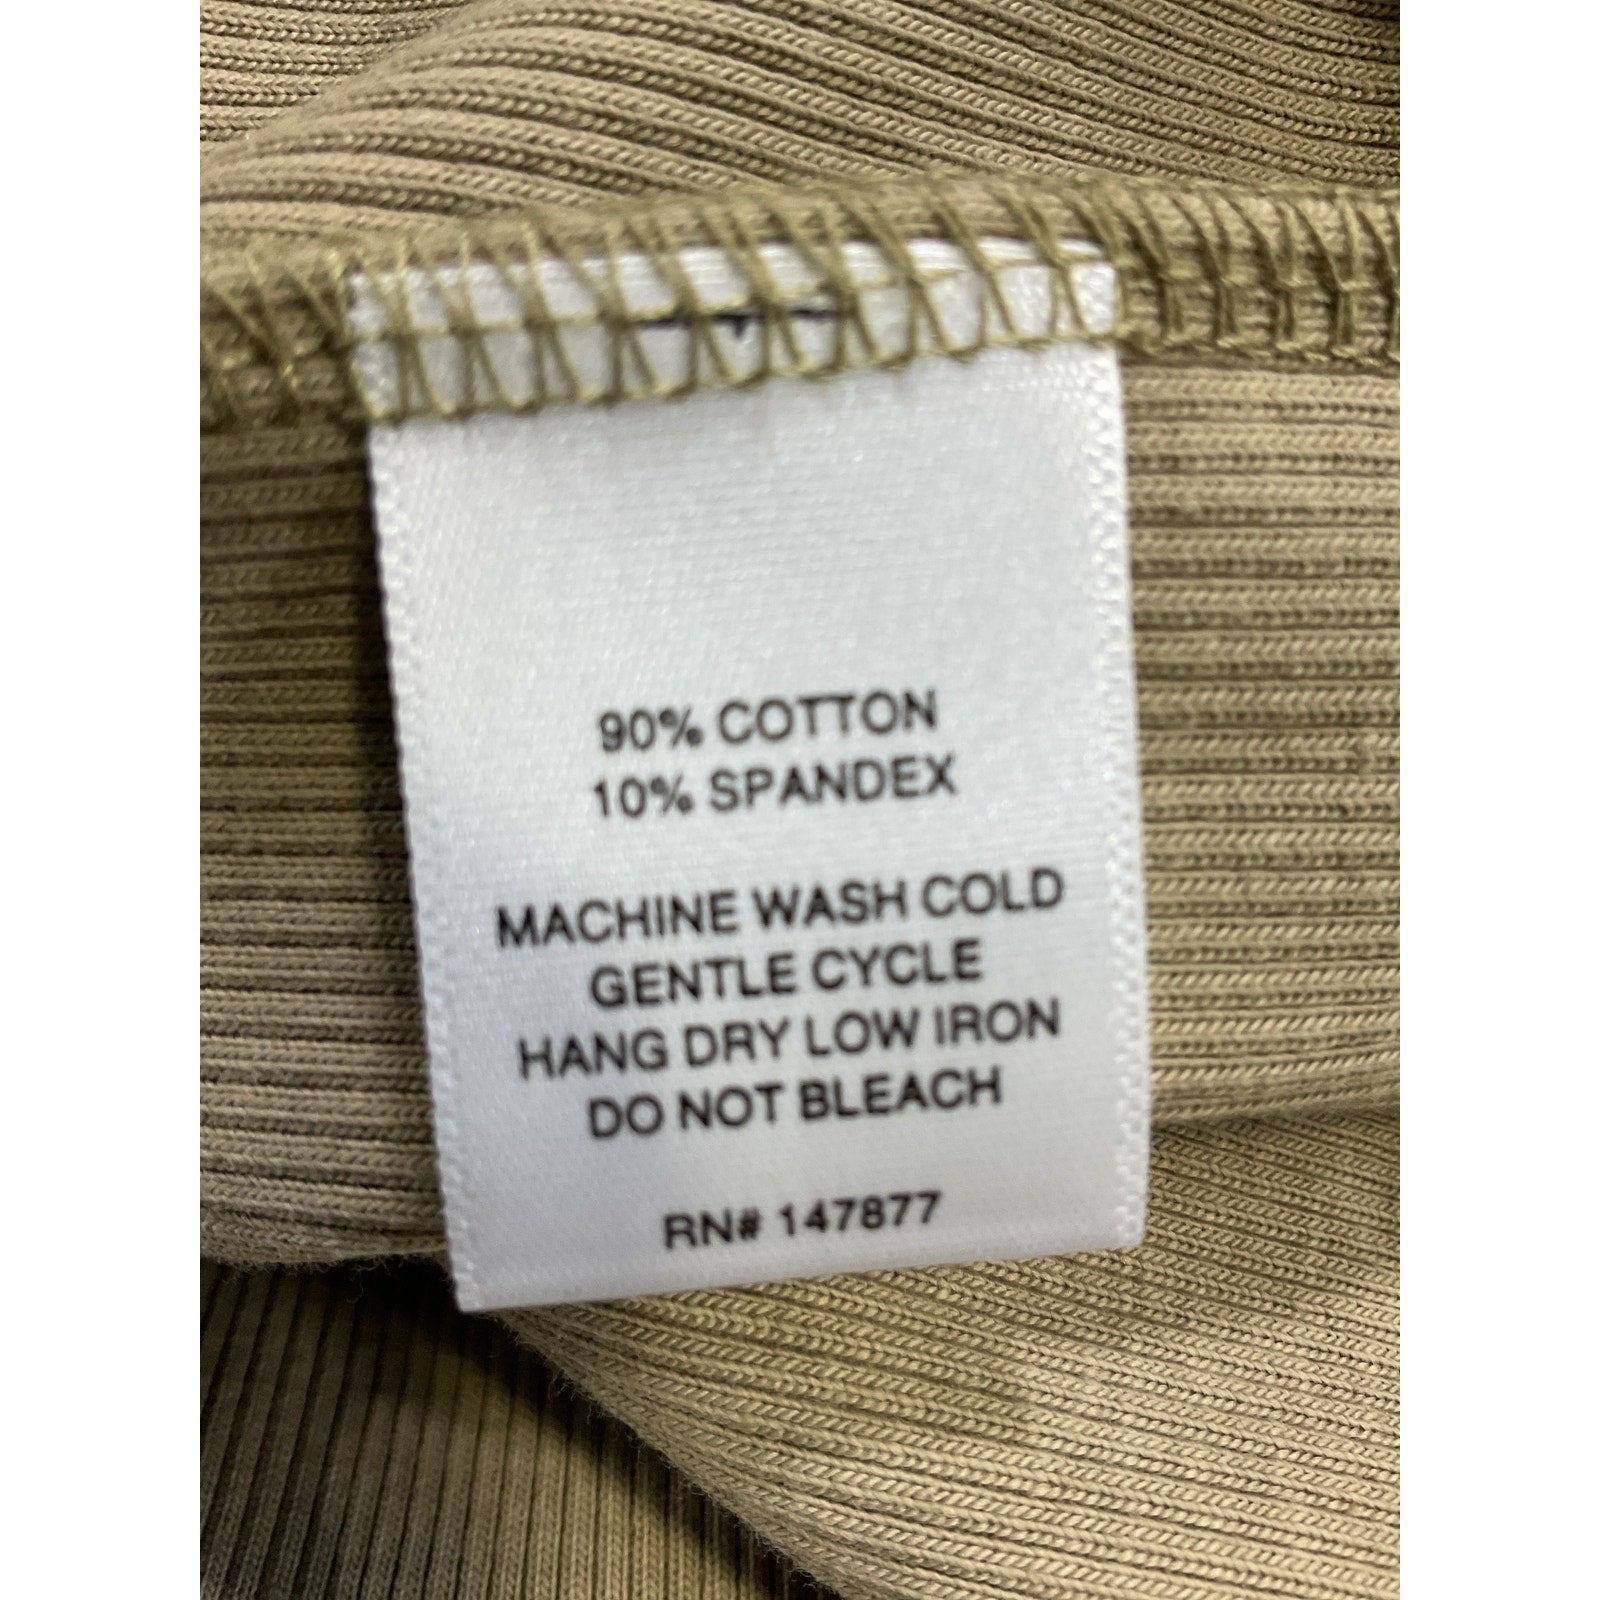 90% COTTON
10% SPANDEX
MACHINE WASH COLD
GENTLE CYCLE
HANG DRY LOW IRON
DO NOT BLEACH
RN# 147877